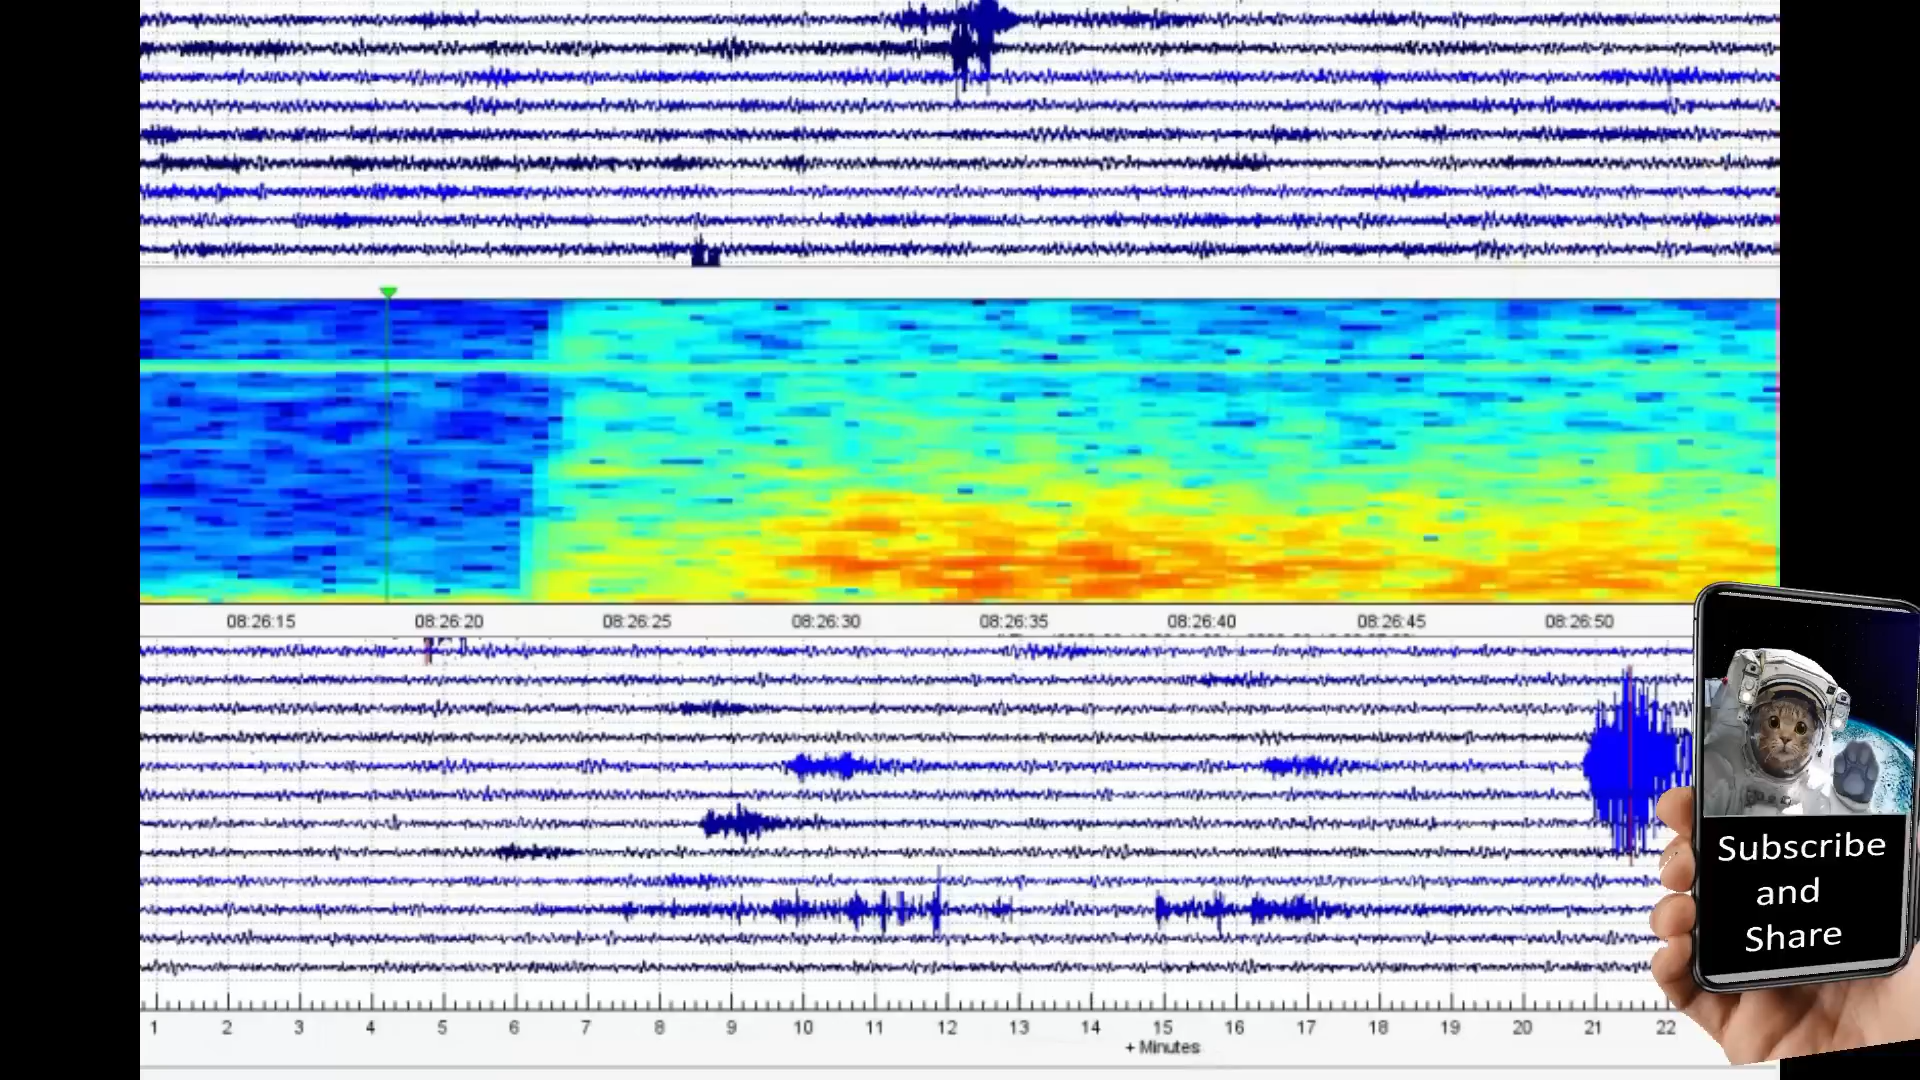 08:26:15 08:26:20 08:26:25 08:26:30 08:26:35 08:26:40 08:26:45 08:26:50
1 2 3 4 5 6 7 8 9 10 11 12 13 14 15 16 17 18 19 20 21 22
+ Minutes
Subscribe
and
Share